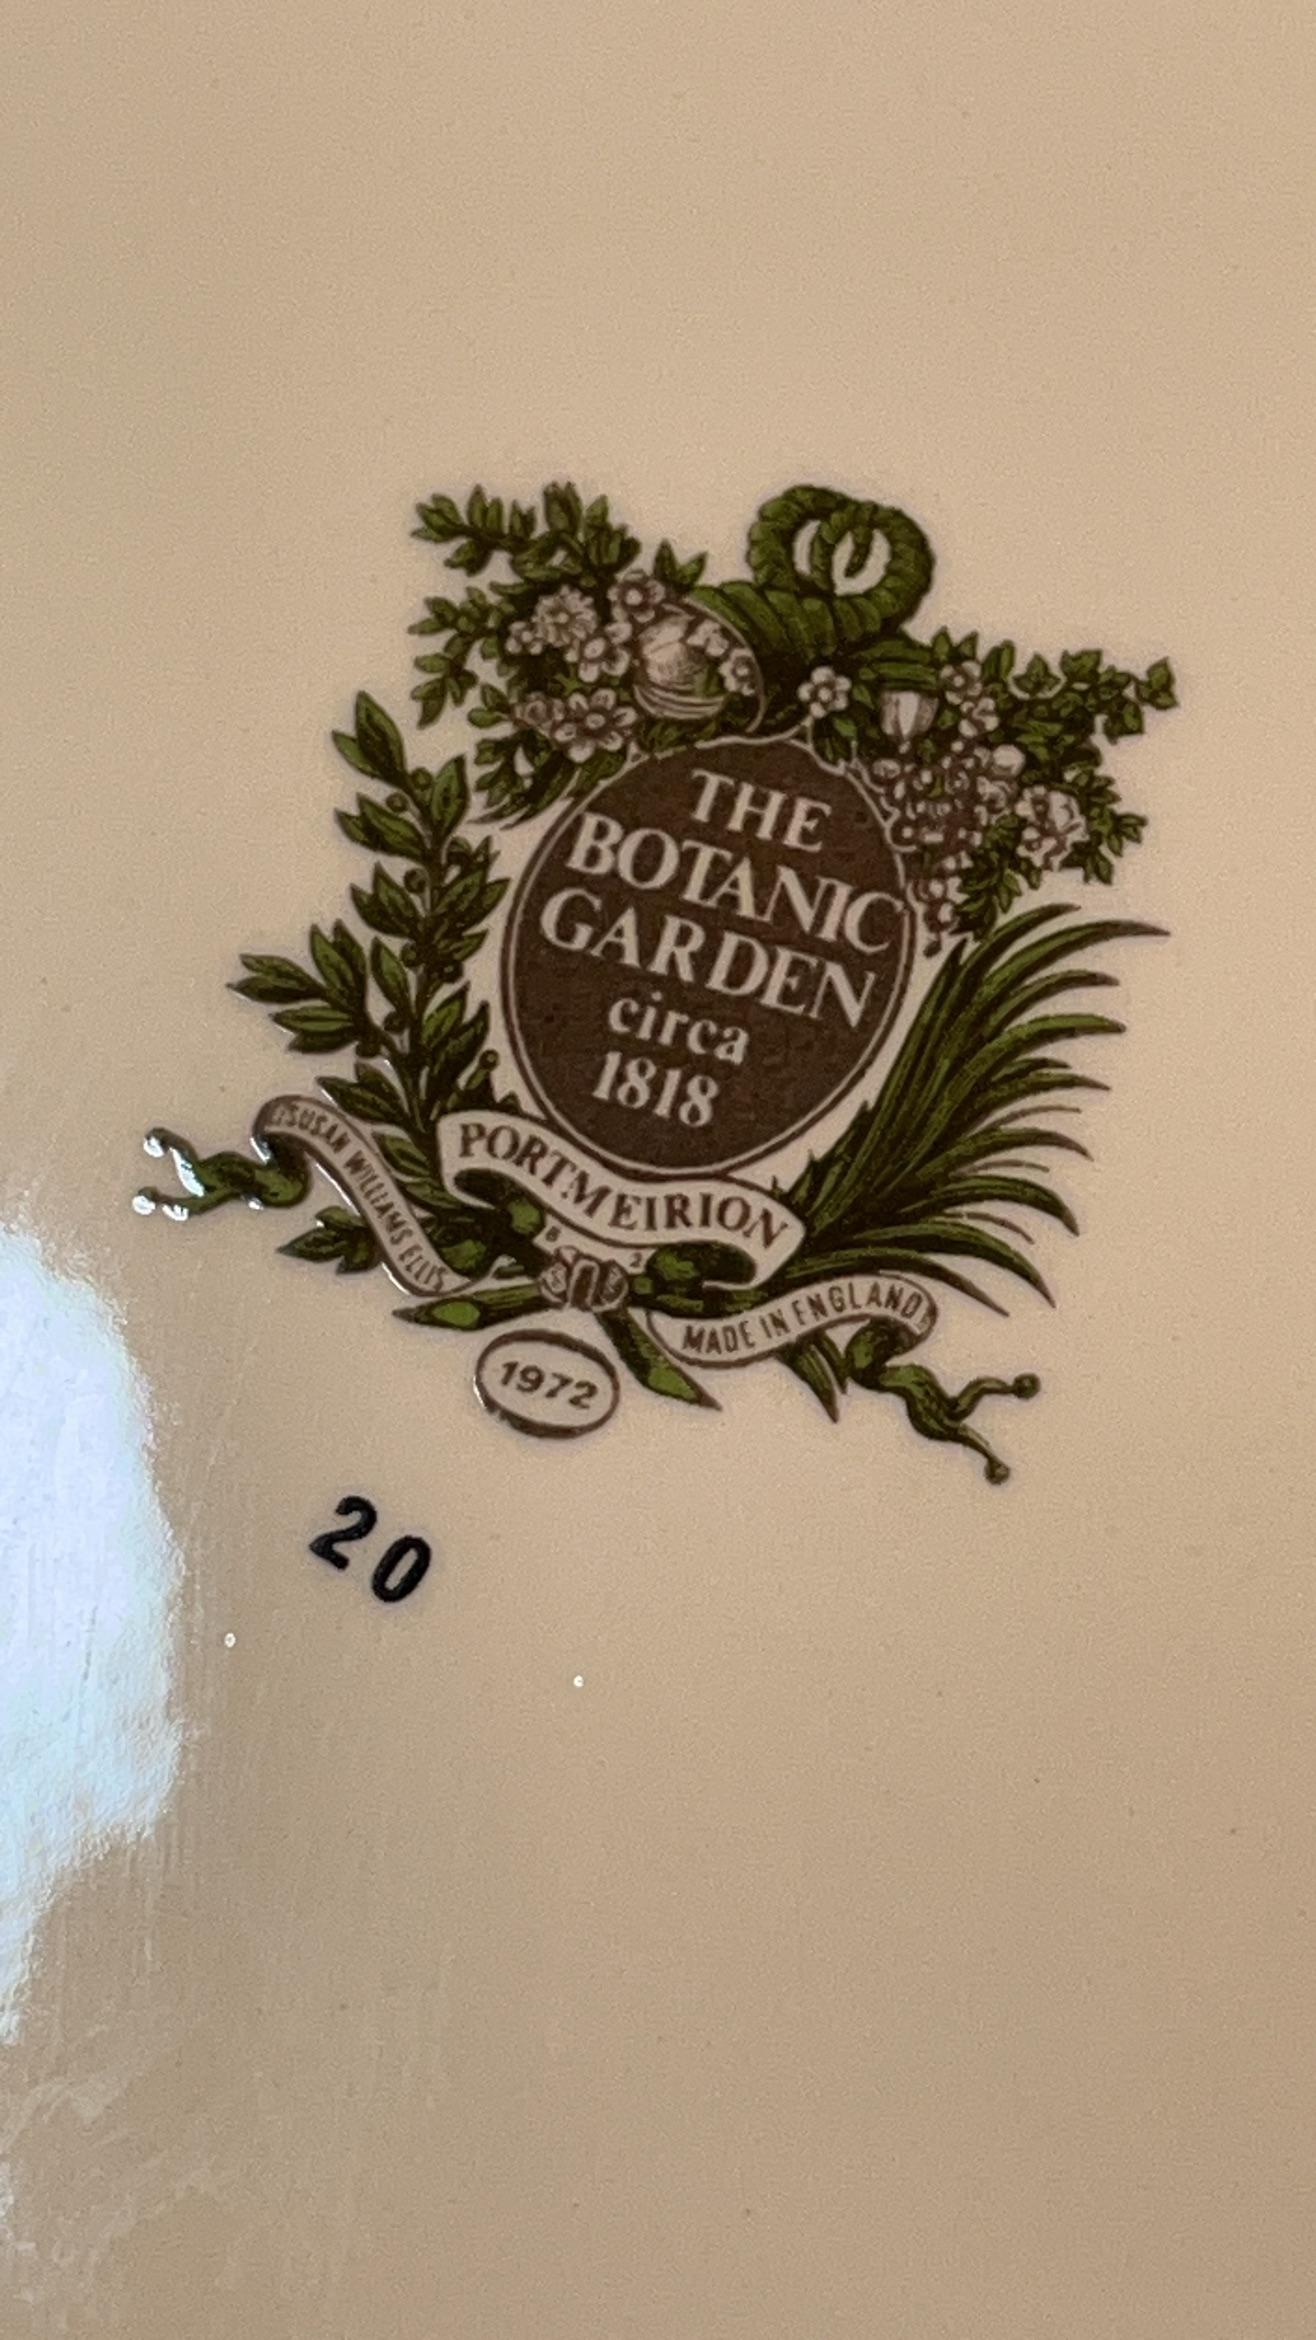 THE
BOTANIC
GARDEN
circa
1818
PORTMEIRION
SUSAN WILLIAMS ELLIS
MADE IN ENGLAND
1972
20